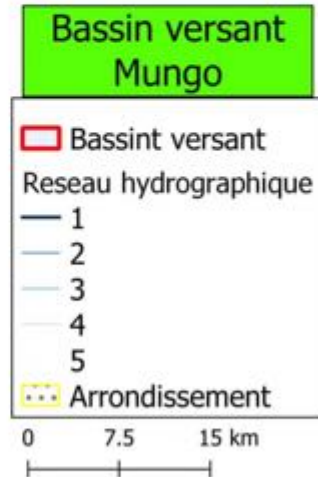 Bassin versant
Mungo
Bassint versant
Reseau hydrographique
1
2
3
4
5
Arrondissement
0 7.5 15 km